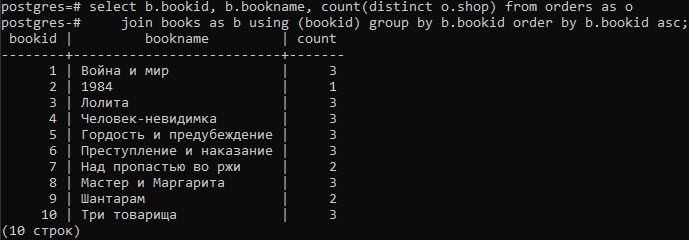 postgres=# select b.bookid, b.bookname, count(distinct o.shop) from orders as o
postgres-#     join books as b using (bookid) group by b.bookid order by b.bookid asc;
 bookid |         bookname         | count
--------+--------------------------+-------
      1 | Война и мир              |     3
      2 | 1984                     |     1
      3 | Лолита                   |     3
      4 | Человек-невидимка        |     3
      5 | Гордость и предубеждение |     3
      6 | Преступление и наказание |     3
      7 | Над пропастью во ржи     |     2
      8 | Мастер и Маргарита       |     3
      9 | Шантарам                 |     2
     10 | Три товарища             |     3
(10 строк)